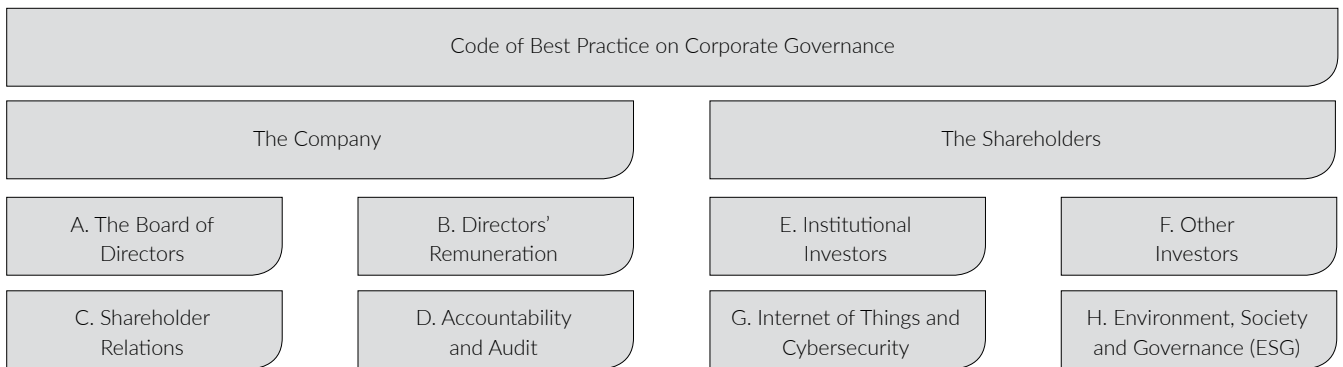 Code of Best Practice on Corporate Governance
The Company
The Shareholders
A. The Board of
Directors
B. Directors’
Remuneration
E. Institutional
Investors
F. Other
Investors
C. Shareholder
Relations
D. Accountability
and Audit
G. Internet of Things and
Cybersecurity
H. Environment, Society
and Governance (ESG)